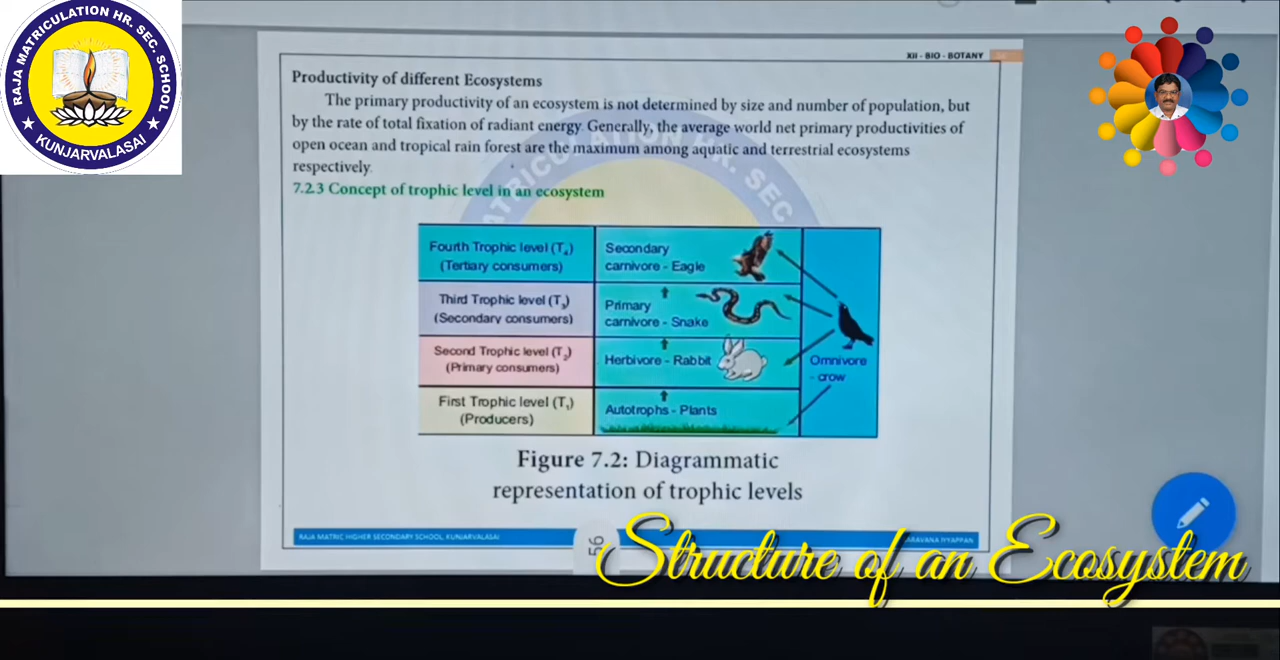 RAJA MATRICULATION HR. SEC. SCHOOL
★ KUNJARVALASAI ★
XII - BIO - BOTANY
Productivity of different Ecosystems
The primary productivity of an ecosystem is not determined by size and number of population, but
by the rate of total fixation of radiant energy. Generally, the average world net primary productivities of
open ocean and tropical rain forest are the maximum among aquatic and terrestrial ecosystems
respectively.
7.2.3 Concept of trophic level in an ecosystem
Fourth Trophic level (T₄)
(Tertiary consumers)
Secondary
carnivore - Eagle
Third Trophic level (T₃)
(Secondary consumers)
Primary
carnivore - Snake
Second Trophic level (T₂)
(Primary consumers)
Herbivore - Rabbit
First Trophic level (T₁)
(Producers)
Autotrophs - Plants
Omnivore
- crow
Figure 7.2: Diagrammatic
representation of trophic levels
RAJA MATRIC HIGHER SECONDARY SCHOOL, KUNJARVALASAI
56
ARAVANA IYYAPPAN
Structure of an Ecosystem